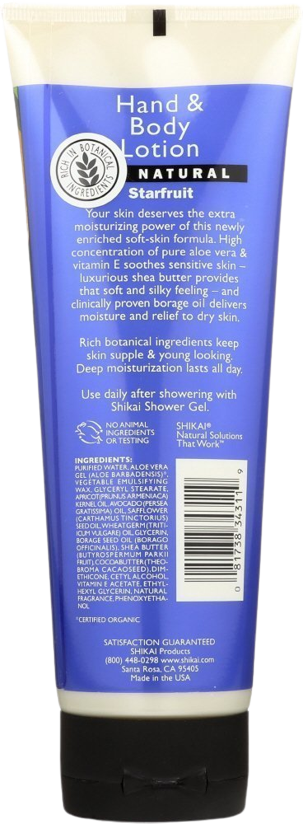 Hand &
Body
Lotion
RICH IN BOTANICAL INGREDIENTS
NATURAL
Starfruit
Your skin deserves the extra
moisturizing power of this newly
enriched soft-skin formula. High
concentration of pure aloe vera &
vitamin E soothes sensitive skin –
luxurious shea butter provides
that soft and silky feeling – and
clinically proven borage oil delivers
moisture and relief to dry skin.
Rich botanical ingredients keep
skin supple & young looking.
Deep moisturization lasts all day.
Use daily after showering with
Shikai Shower Gel.
NO ANIMAL
INGREDIENTS
OR TESTING
SHIKAI®
Natural Solutions
That Work™
INGREDIENTS:
PURIFIED WATER, ALOE VERA
GEL (ALOE BARBADENSIS)†,
VEGETABLE EMULSIFYING
WAX, GLYCERYL STEARATE,
APRICOT (PRUNUS ARMENIACA)
KERNEL OIL, AVOCADO (PERSEA
GRATISSIMA) OIL, SAFFLOWER
(CARTHAMUS TINCTORIUS)
SEED OIL, WHEAT GERM (TRITI-
ICUM VULGARE) OIL, GLYCERIN,
BORAGE SEED OIL (BORAGO
OFFICINALIS), SHEA BUTTER
(BUTYROSPERMUM PARKII
FRUIT), COCOA BUTTER (THEO-
BROMA CACAO SEED), DIM-
ETHICONE, CETYL ALCOHOL,
VITAMIN E ACETATE, ETHYL-
HEXYL GLYCERIN, NATURAL
FRAGRANCE, PHENOXYETHA-
NOL
†CERTIFIED ORGANIC
0 81738 34311 9
SATISFACTION GUARANTEED
SHIKAI Products
(800) 448-0298 www.shikai.com
Santa Rosa, CA 95405
Made in the USA